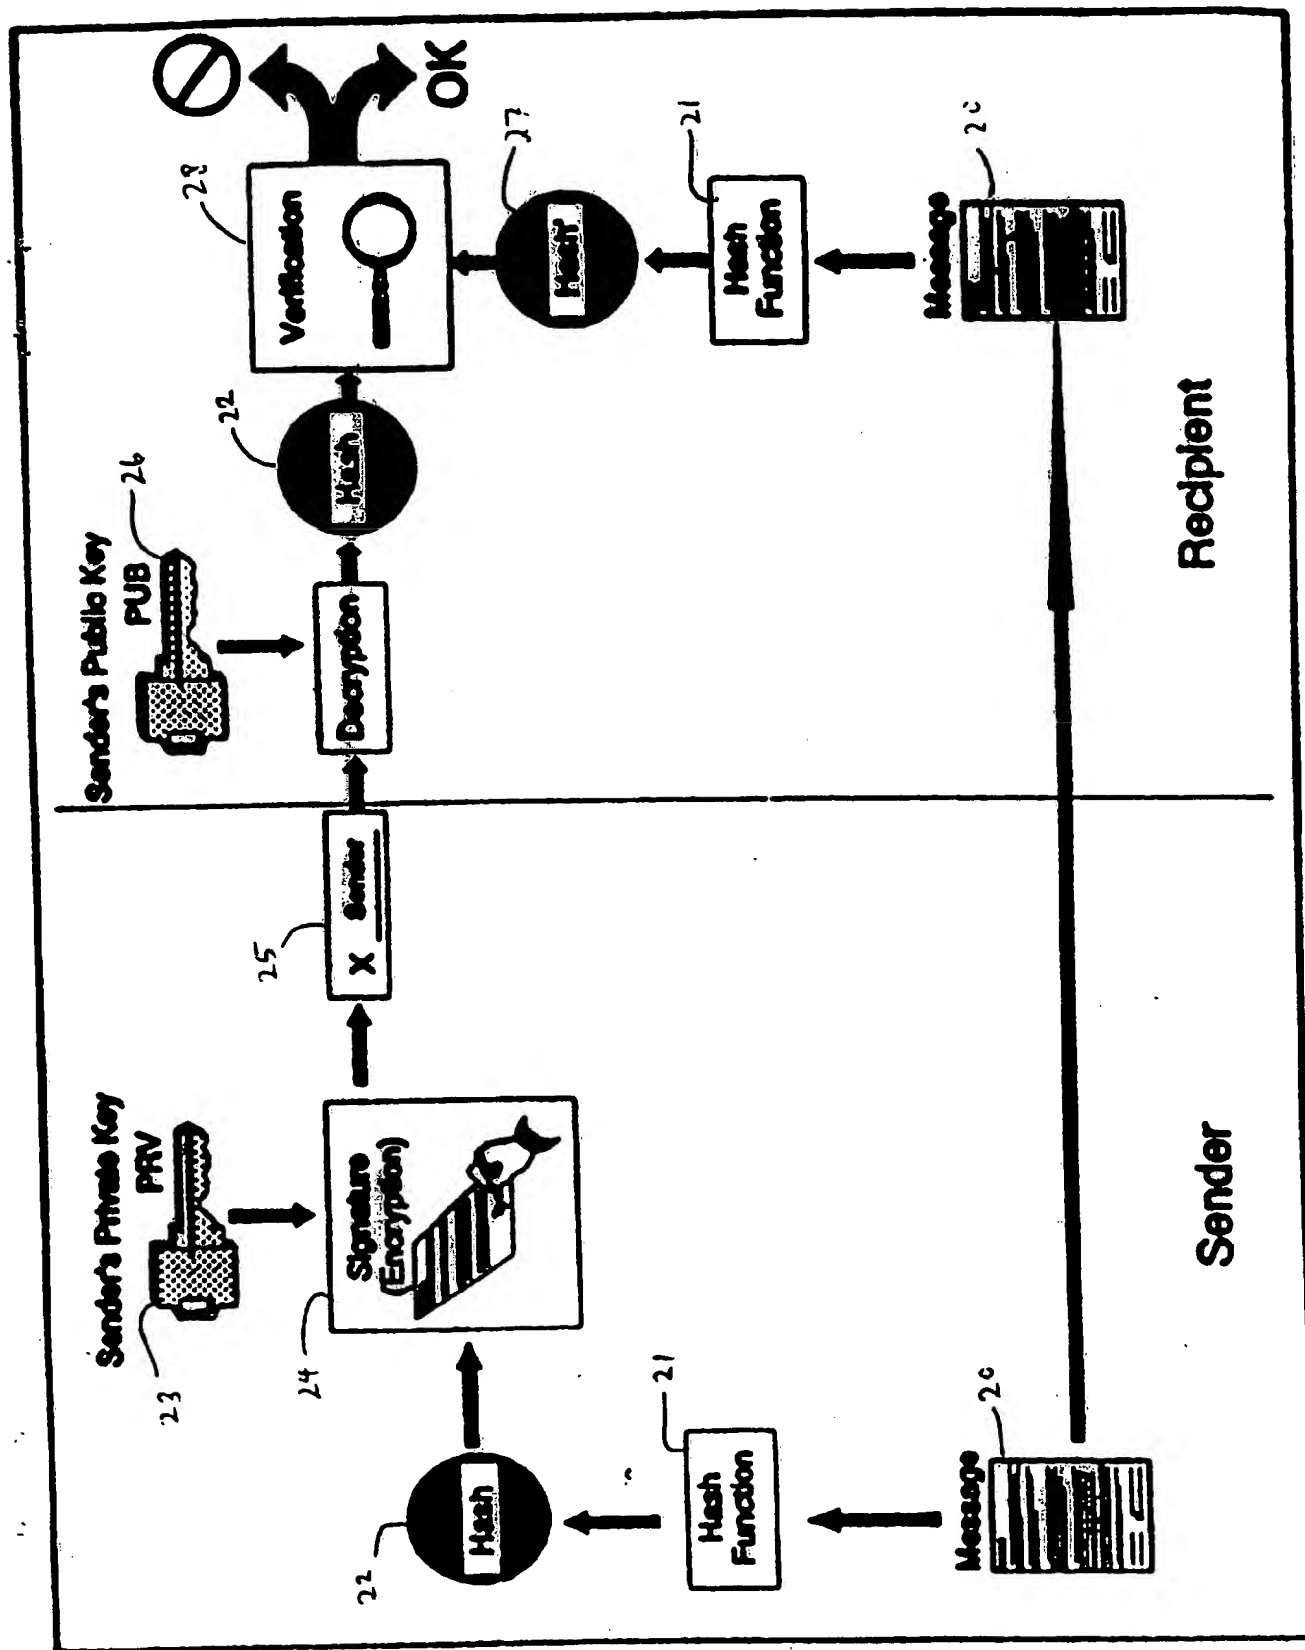 Sender's Private Key
PRV
23
Signature
(Encryption)
24
Hash
22
Hash
Function
21
Message
20
X Sender
25
Sender
Sender's Public Key
PUB
26
Decryption
Hash
22
Verification
28
OK
Hash'
27
Hash
Function
21
Message
20
Recipient